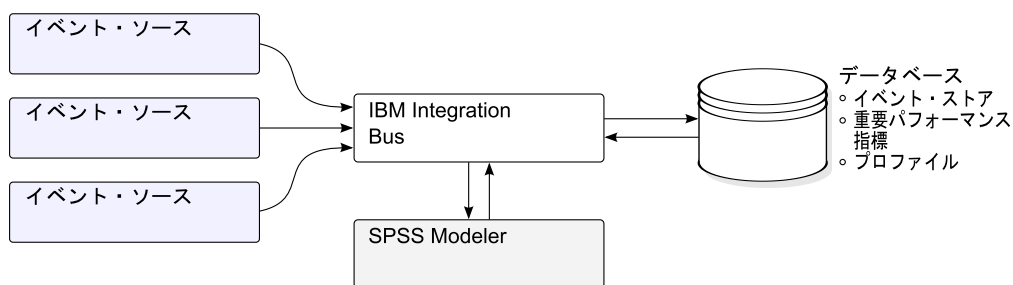 イベント・ソース
イベント・ソース
イベント・ソース
IBM Integration
Bus
SPSS Modeler
データベース
○ イベント・ストア
○ 重要パフォーマンス
指標
○ プロファイル